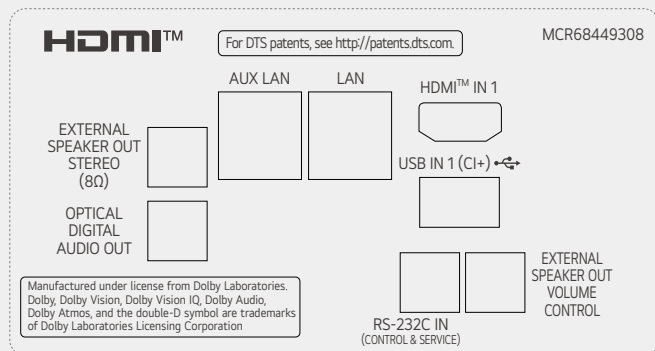 HDMI™
For DTS patents, see http://patents.dts.com.
MCR68449308
AUX LAN
LAN
HDMI™ IN 1
EXTERNAL
SPEAKER OUT
STEREO
(8Ω)
USB IN 1 (CI+)
OPTICAL
DIGITAL
AUDIO OUT
EXTERNAL
SPEAKER OUT
VOLUME
CONTROL
Manufactured under license from Dolby Laboratories.
Dolby, Dolby Vision, Dolby Vision IQ, Dolby Audio,
Dolby Atmos, and the double-D symbol are trademarks
of Dolby Laboratories Licensing Corporation
RS-232C IN
(CONTROL & SERVICE)